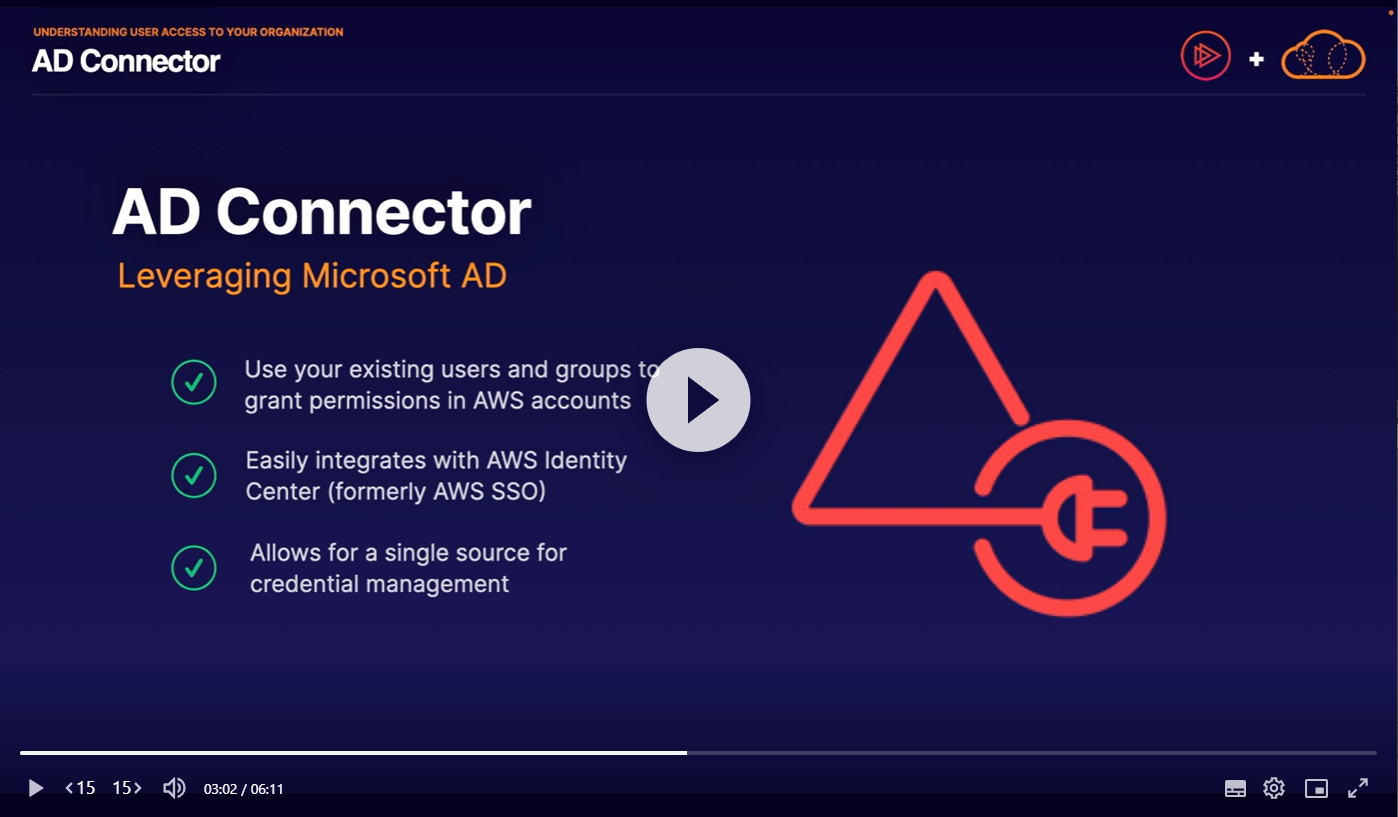 UNDERSTANDING USER ACCESS TO YOUR ORGANIZATION
AD Connector
AD Connector
Leveraging Microsoft AD
Use your existing users and groups to
grant permissions in AWS accounts
Easily integrates with AWS Identity
Center (formerly AWS SSO)
Allows for a single source for
credential management
15 15 03:02 / 06:11